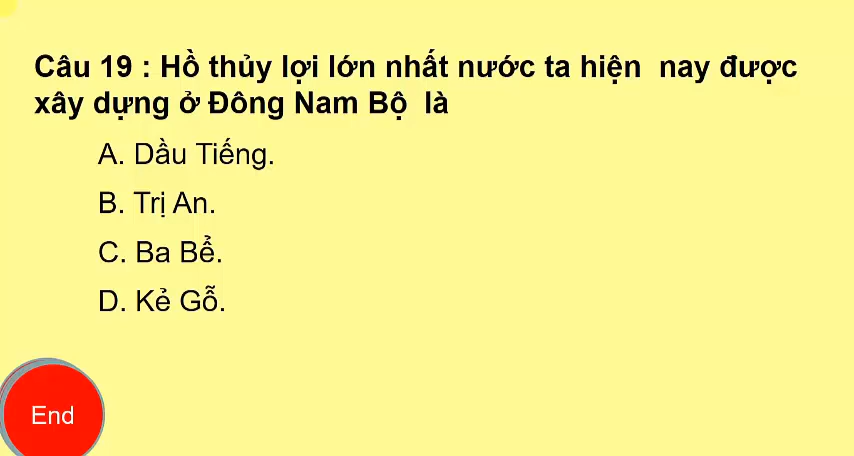 Câu 19 : Hồ thủy lợi lớn nhất nước ta hiện nay được
xây dựng ở Đông Nam Bộ là
A. Dầu Tiếng.
B. Trị An.
C. Ba Bể.
D. Kẻ Gỗ.
End